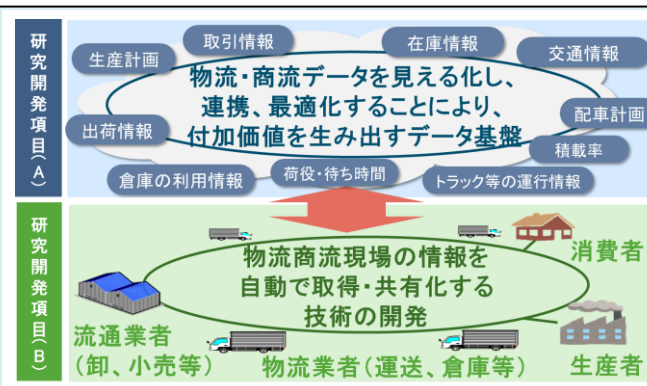 研究開発項目(A)
取引情報
在庫情報
生産計画
交通情報
物流・商流データを見える化し、
連携、最適化することにより、
付加価値を生み出すデータ基盤
配車計画
出荷情報
積載率
倉庫の利用情報
荷役・待ち時間
トラック等の運行情報
研究開発項目(B)
物流商流現場の情報を
自動で取得・共有化する
技術の開発
消費者
流通業者
(卸、小売等)
物流業者(運送、倉庫等)
生産者